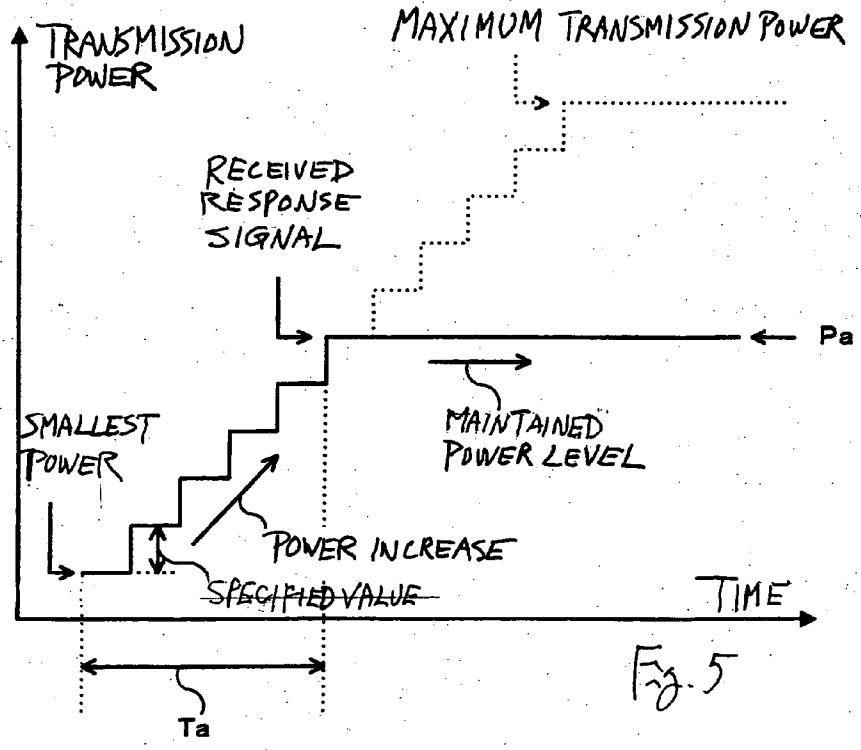 TRANSMISSION
POWER
MAXIMUM TRANSMISSION POWER
RECEIVED
RESPONSE
SIGNAL
Pa
SMALLEST
POWER
MAINTAINED
POWER LEVEL
POWER INCREASE
SPECIFIED VALUE
TIME
Ta
Fig. 5